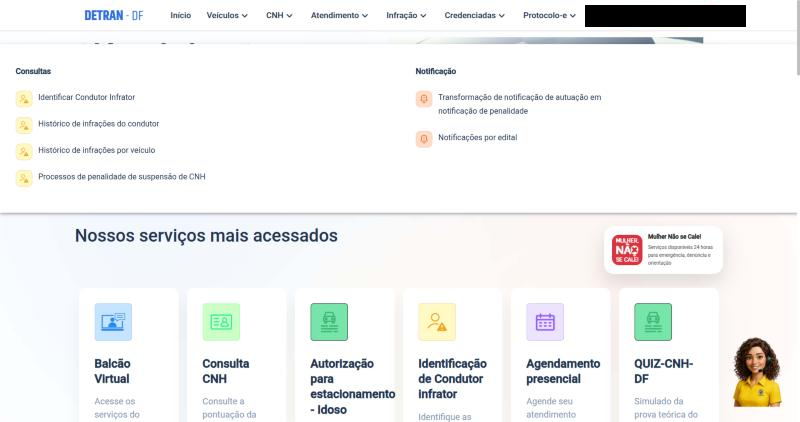 DETRAN - DF
Início
Veículos
CNH
Atendimento
Infração
Credenciadas
Protocolo-e
Consultas
Identificar Condutor Infrator
Histórico de infrações do condutor
Histórico de infrações por veículo
Processos de penalidade de suspensão de CNH
Notificação
Transformação de notificação de autuação em
notificação de penalidade
Notificações por edital
Nossos serviços mais acessados
MULHER,
NÃO
SE CALE!
Mulher Não se Cale!
Serviços disponíveis 24 horas
para emergência, denúncia e
orientação
Balcão
Virtual
Acesse os
serviços do
Consulta
CNH
Consulte a
pontuação da
Autorização
para
estacionamento
- Idoso
Identificação
de Condutor
infrator
Identifique as
Agendamento
presencial
Agende seu
atendimento
QUIZ-CNH-
DF
Simulado da
prova teórica do